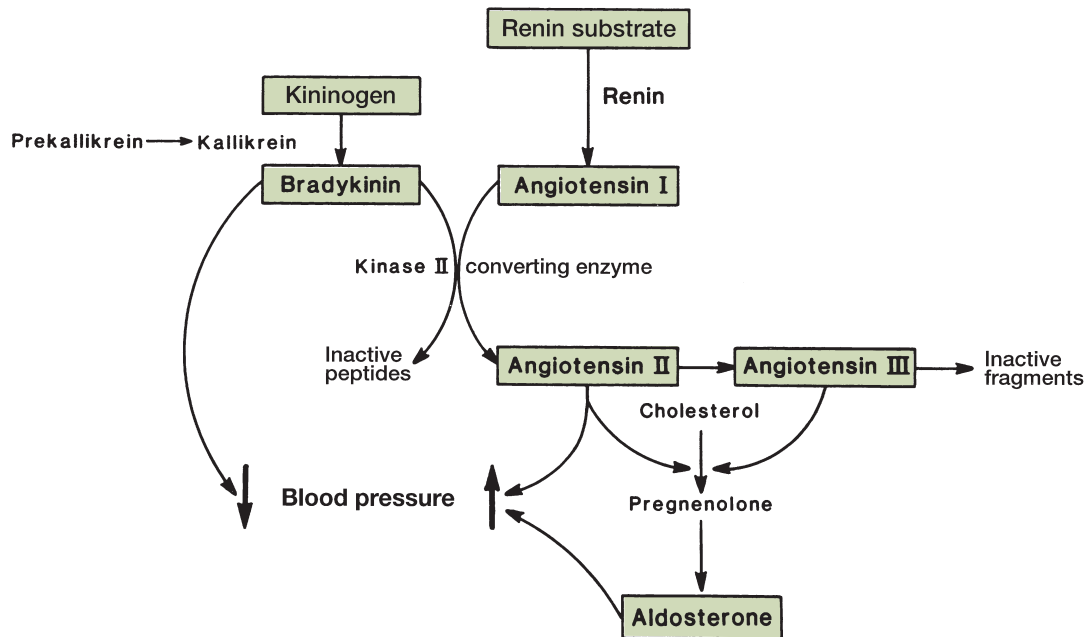 Renin substrate
Renin
Kininogen
Prekallikrein Kallikrein
Bradykinin
Angiotensin I
Kinase II converting enzyme
Inactive
peptides
Angiotensin II
Angiotensin III
Inactive
fragments
Cholesterol
Blood pressure
Pregnenolone
Aldosterone